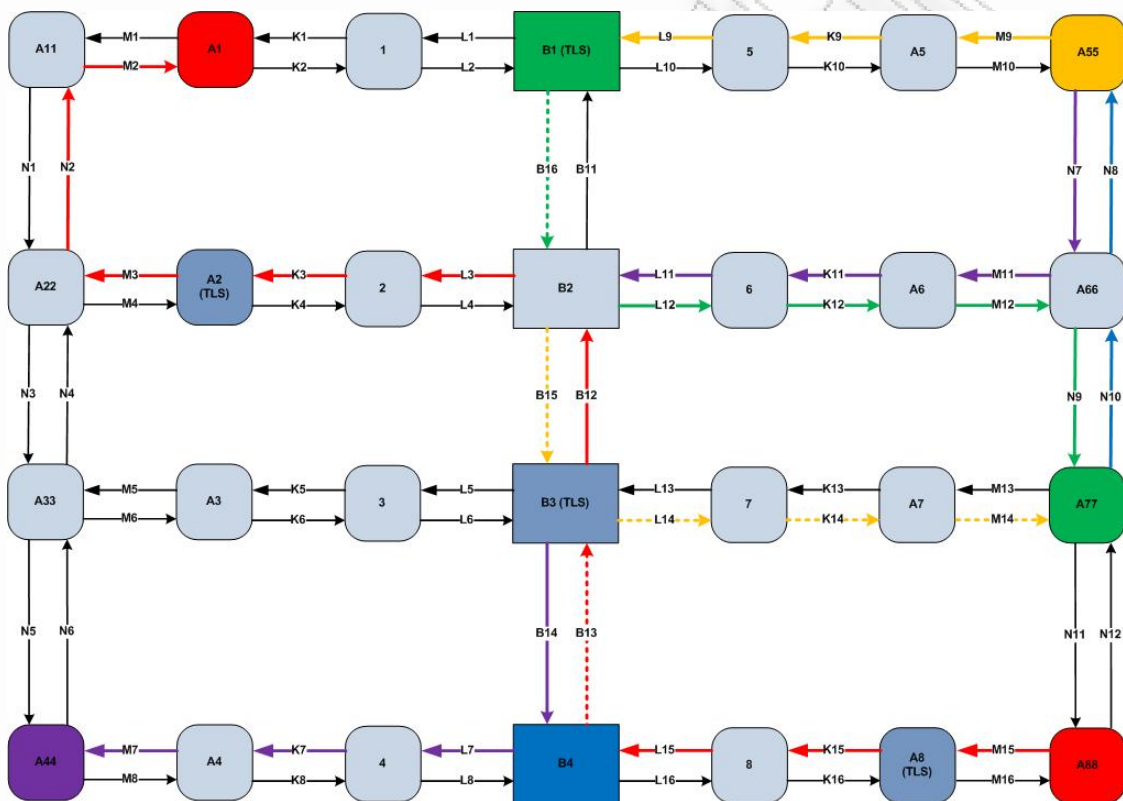 A11 M1 A1 K1 1 L1 B1 (TLS) L9 5 K9 A5 M9 A55
M2 K2 L2 L10 K10 M10
N1 N2 B16 B11 N7 N8
A22 M3 A2 (TLS) K3 2 L3 B2 L11 6 K11 A6 M11 A66
M4 K4 L4 L12 K12 M12
N3 N4 B15 B12 N9 N10
A33 M5 A3 K5 3 L5 B3 (TLS) L13 7 K13 A7 M13 A77
M6 K6 L6 L14 K14 M14
N5 N6 B14 B13 N11 N12
A44 M7 A4 K7 4 L7 B4 L15 8 K15 A8 (TLS) M15 A88
M8 K8 L8 L16 K16 M16